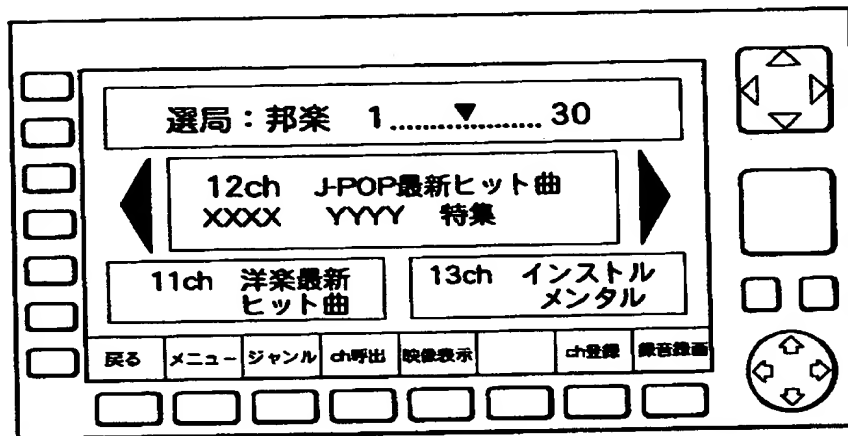 選局：邦楽 1..........▼.......... 30
12ch J-POP最新ヒット曲
XXXX YYYY 特集
11ch 洋楽最新
ヒット曲
13ch インストル
メンタル
戻る メニュー ジャンル ch呼出 映像表示 ch登録 録音録画